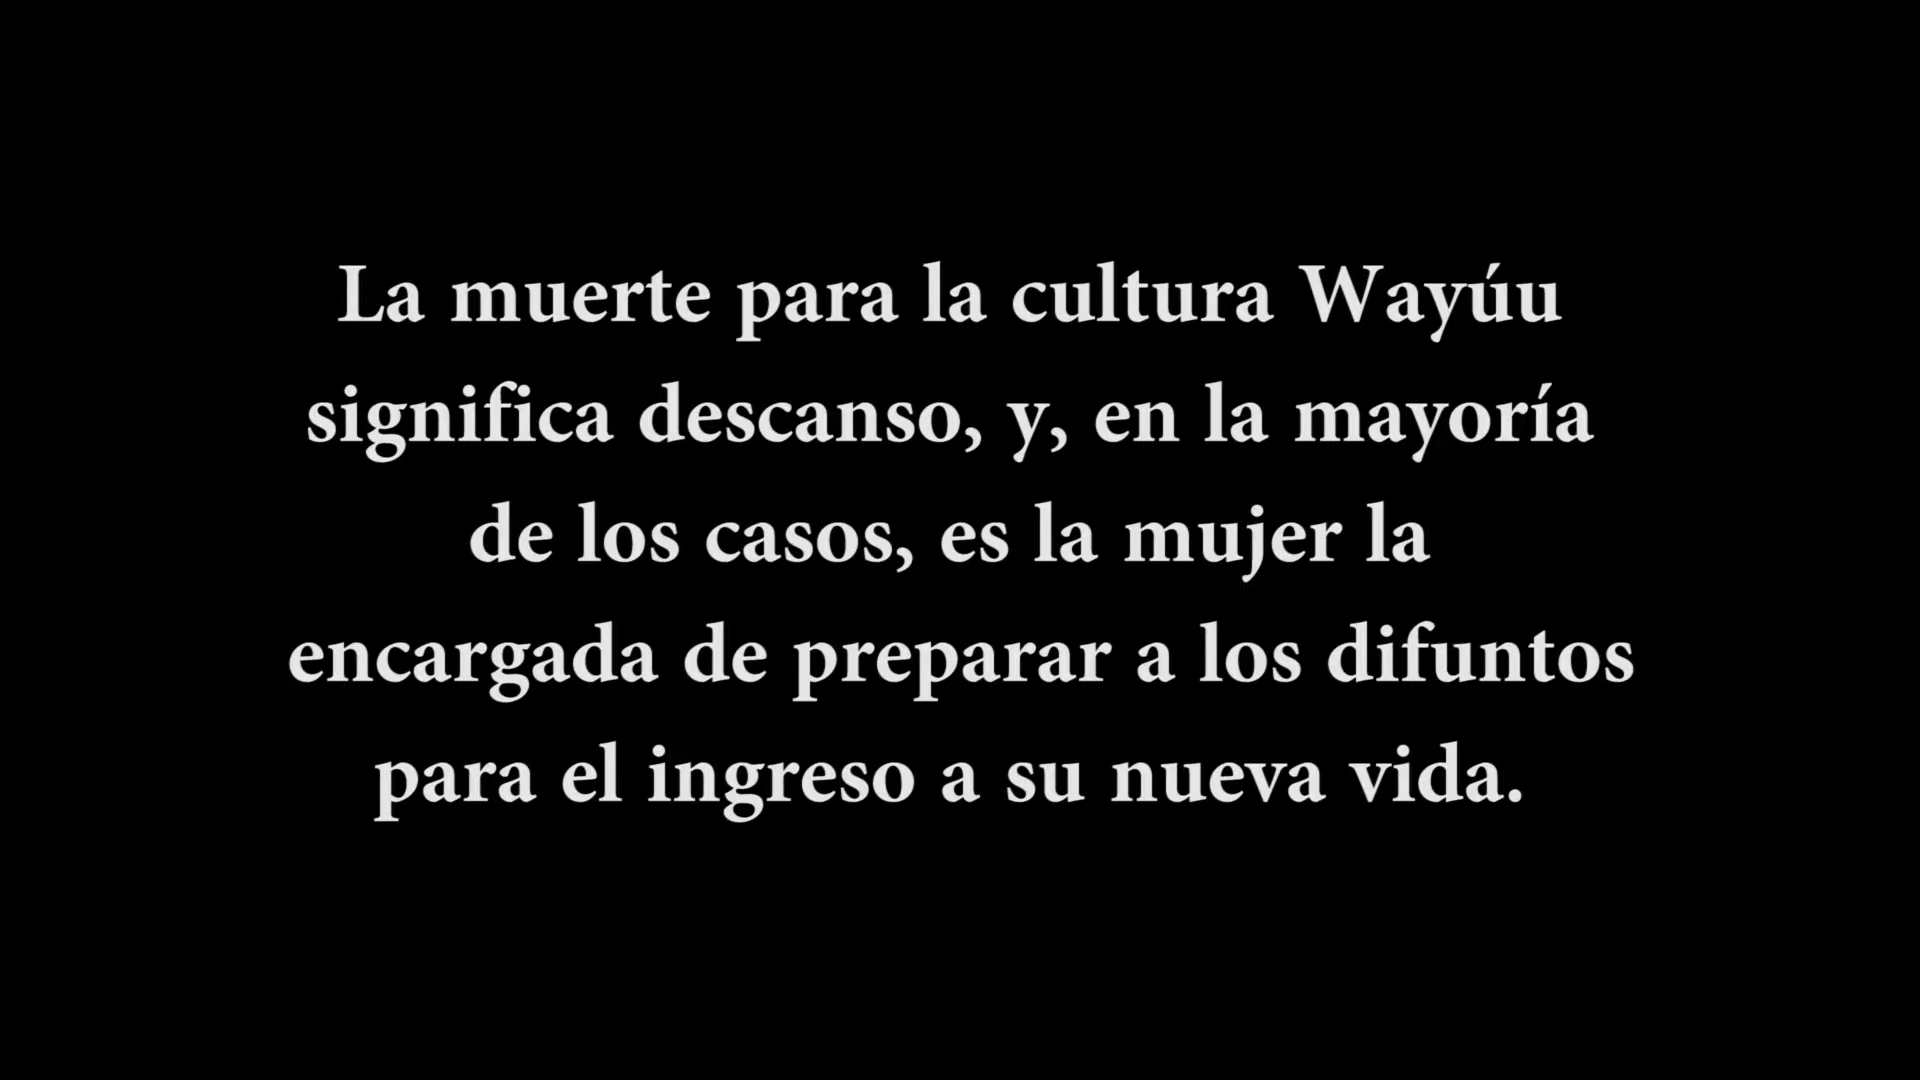 La muerte para la cultura Wayúu
significa descanso, y, en la mayoría
de los casos, es la mujer la
encargada de preparar a los difuntos
para el ingreso a su nueva vida.